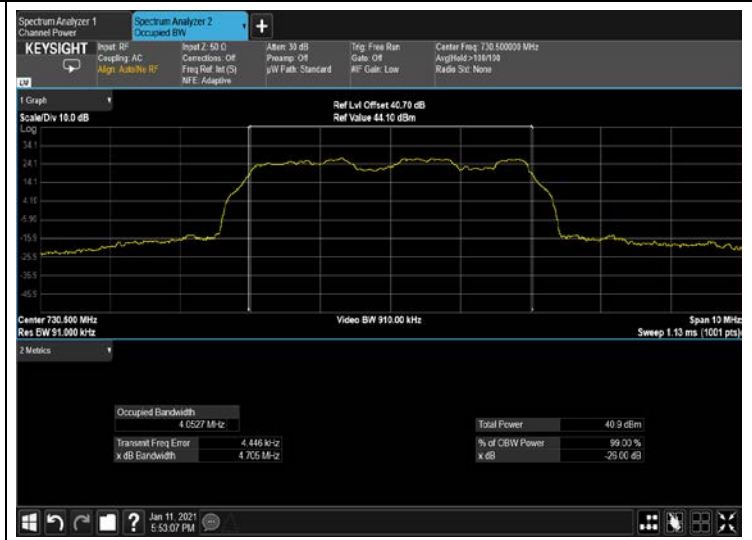 Spectrum Analyzer 1
Channel Power
Spectrum Analyzer 2
Occupied BW
+
KEYSIGHT
Input: RF
Coupling: AC
Align: Auto/No RF
Input Z: 50 Ω
Corrections: Off
Freq Ref: Int (S)
NFE: Adaptive
Atten: 30 dB
Preamp: Off
µW Path: Standard
Trig: Free Run
Gate: Off
#IF Gain: Low
Center Freq: 730.500000 MHz
Avg|Hold:>100/100
Radio Std: None
LXI
1 Graph
Scale/Div 10.0 dB
Ref Lvl Offset 40.70 dB
Ref Value 44.10 dBm
Log
34.1
24.1
14.1
4.10
-5.90
-15.9
-25.9
-35.9
-45.9
Center 730.500 MHz
Video BW 910.00 kHz
Span 10 MHz
Res BW 91.000 kHz
Sweep 1.13 ms (1001 pts)
2 Metrics
Occupied Bandwidth
4.0527 MHz
Total Power 40.9 dBm
Transmit Freq Error 4.446 kHz
% of OBW Power 99.00 %
x dB Bandwidth 4.705 MHz
x dB -26.00 dB
?
Jan 11, 2021
5:53:07 PM